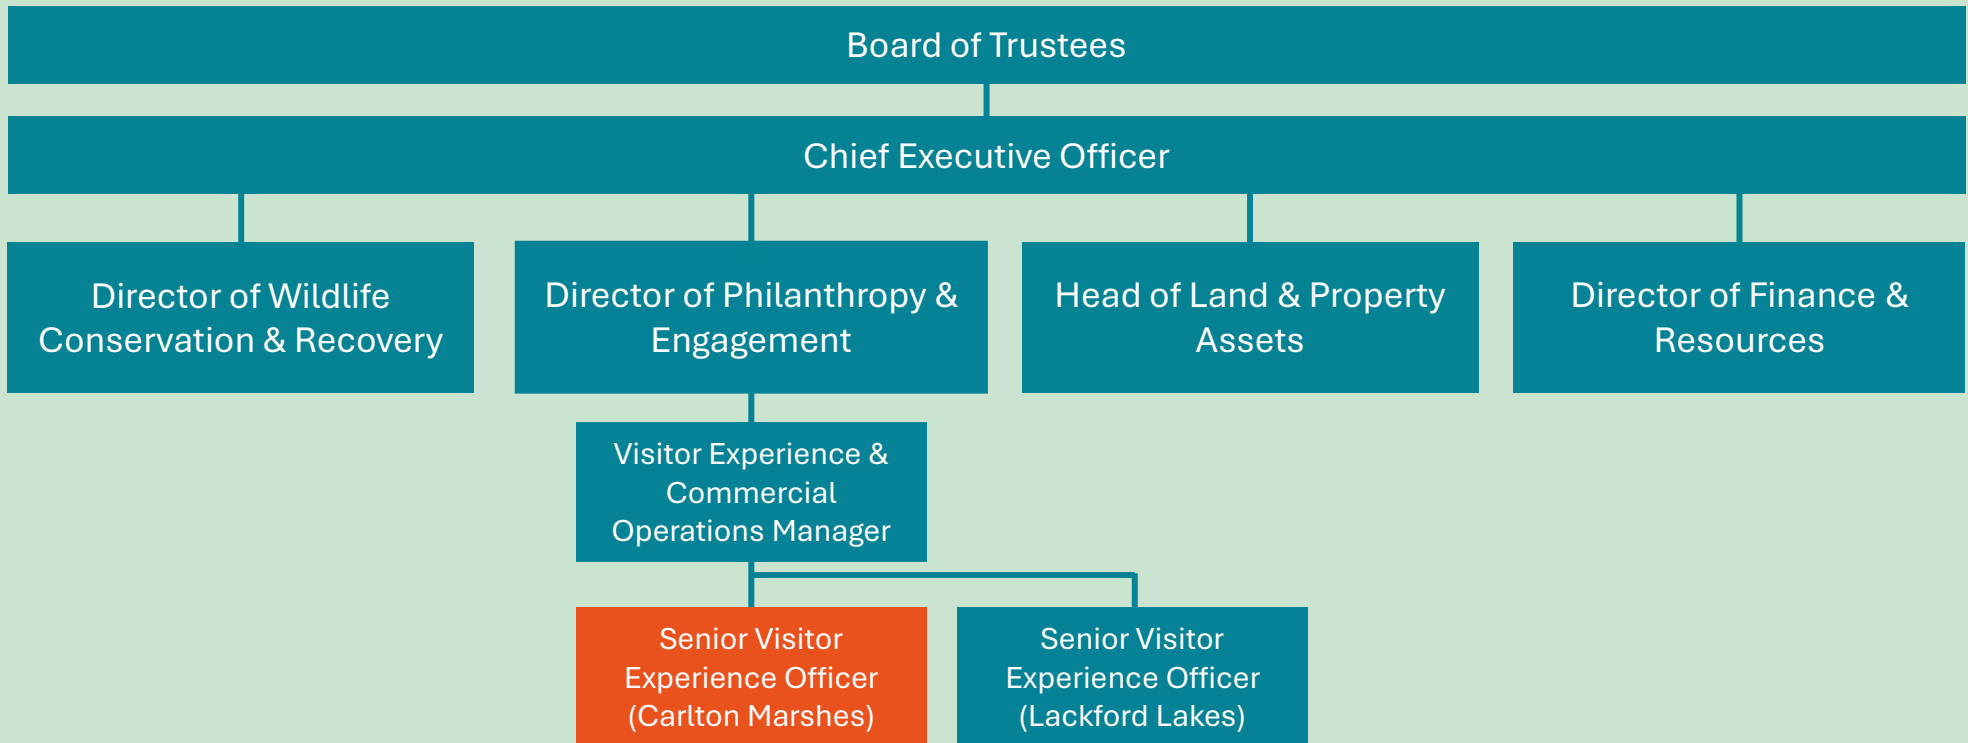 Board of Trustees
Chief Executive Officer
Director of Wildlife
Conservation & Recovery
Director of Philanthropy &
Engagement
Head of Land & Property
Assets
Director of Finance &
Resources
Visitor Experience &
Commercial
Operations Manager
Senior Visitor
Experience Officer
(Carlton Marshes)
Senior Visitor
Experience Officer
(Lackford Lakes)